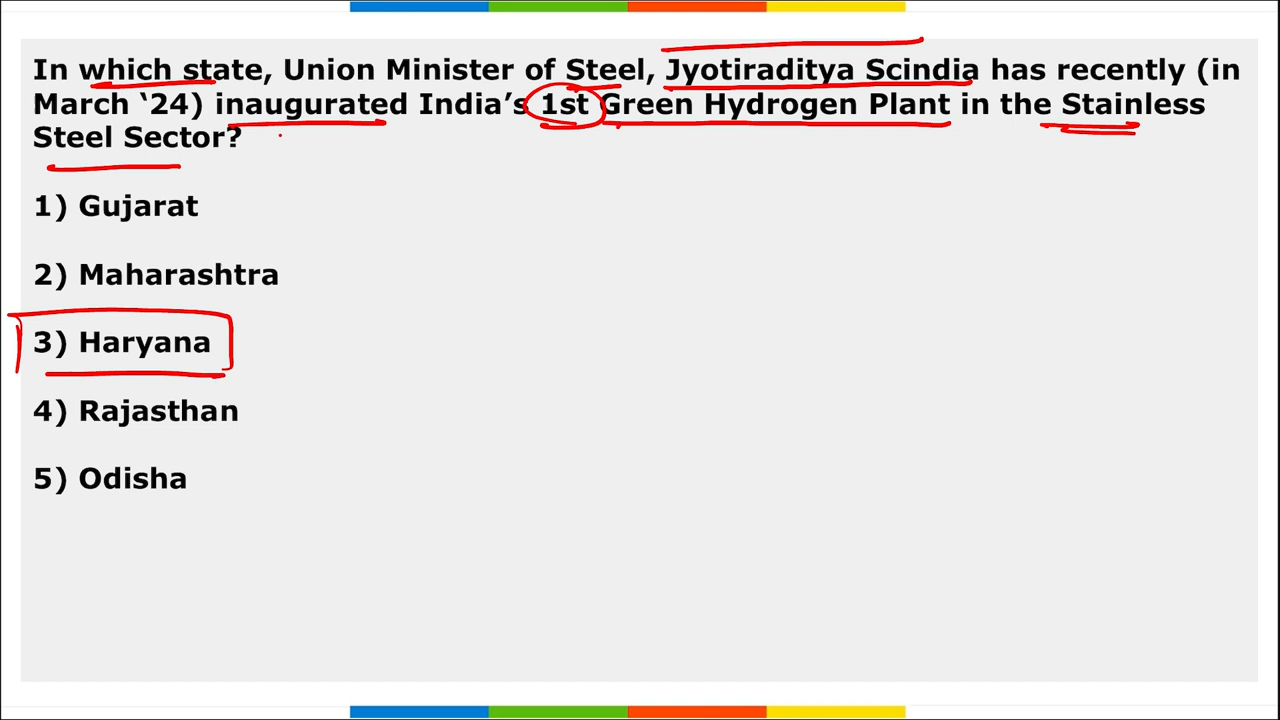 In which state, Union Minister of Steel, Jyotiraditya Scindia has recently (in
March ‘24) inaugurated India’s 1st Green Hydrogen Plant in the Stainless
Steel Sector?
1) Gujarat
2) Maharashtra
3) Haryana
4) Rajasthan
5) Odisha